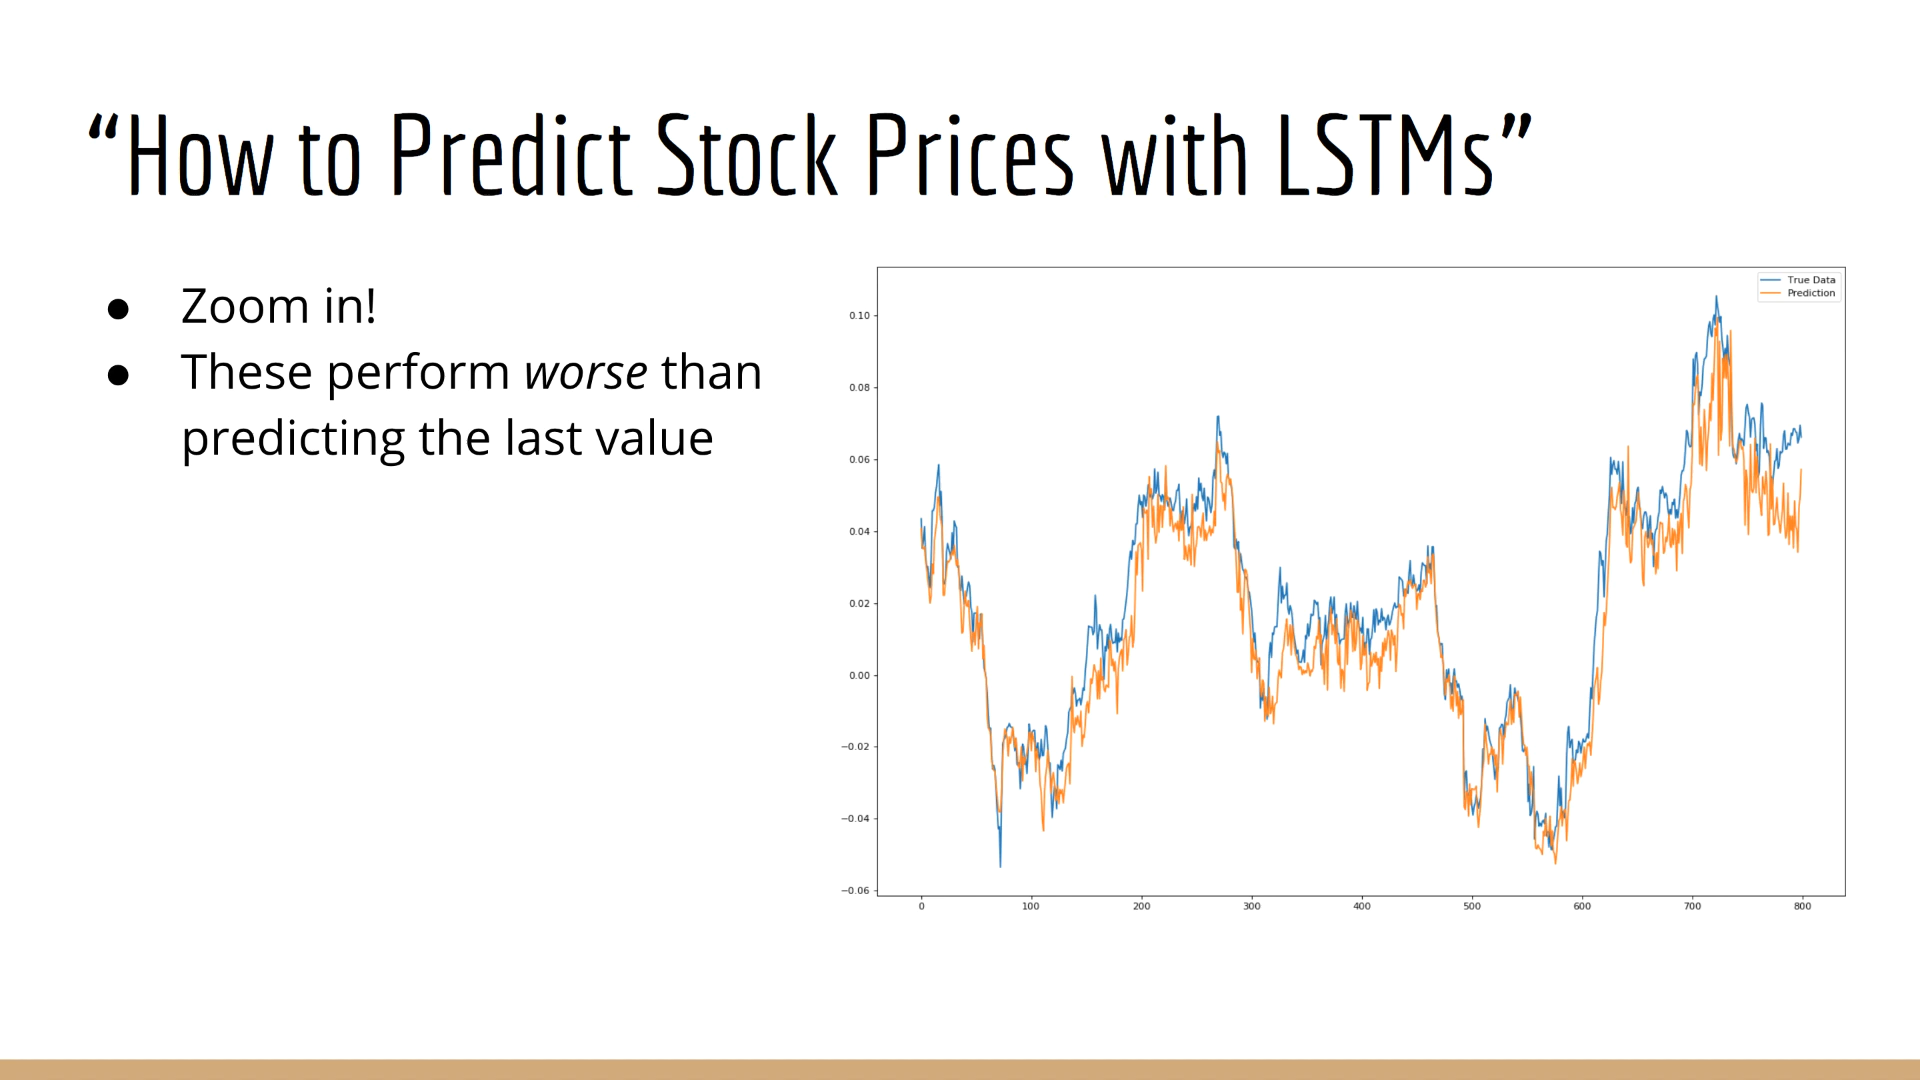 “How to Predict Stock Prices with LSTMs”
● Zoom in!
● These perform worse than
predicting the last value
True Data
Prediction
0.10
0.08
0.06
0.04
0.02
0.00
−0.02
−0.04
−0.06
0 100 200 300 400 500 600 700 800